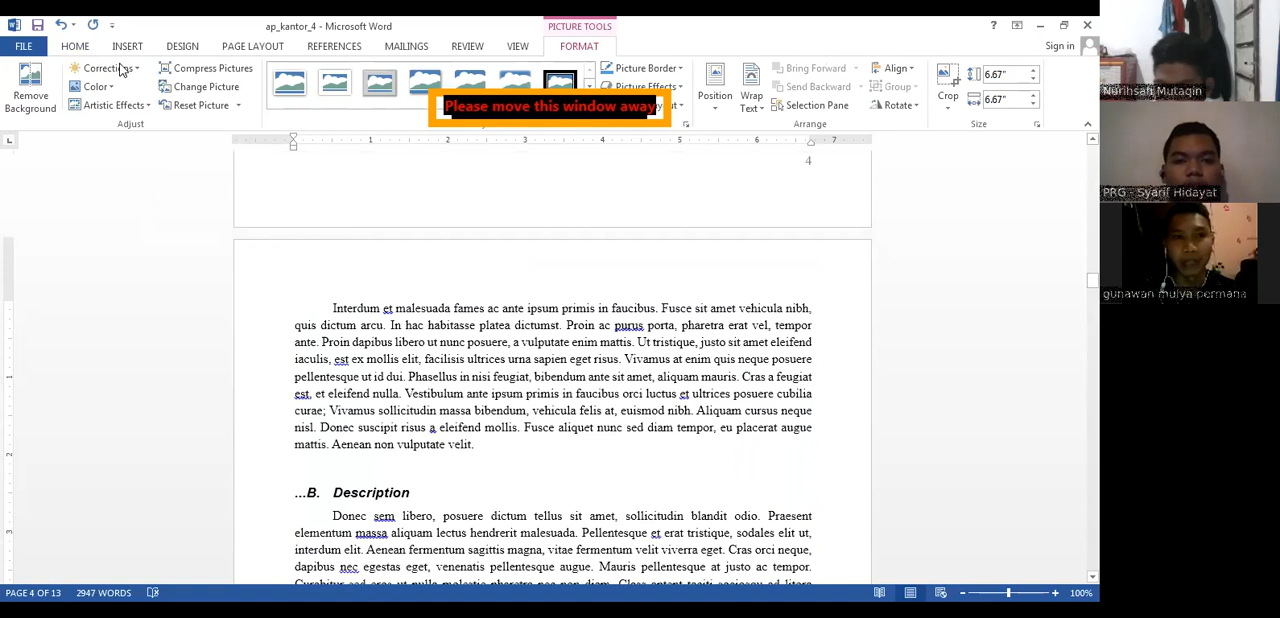 ap_kantor_4 - Microsoft Word
PICTURE TOOLS
FILE HOME INSERT DESIGN PAGE LAYOUT REFERENCES MAILINGS REVIEW VIEW FORMAT Sign in
Remove Background
Corrections
Color
Artistic Effects
Compress Pictures
Change Picture
Reset Picture
Adjust
Picture Border
Picture Effects
Please move this window away
Position
Wrap Text
Bring Forward
Send Backward
Selection Pane
Align
Group
Rotate
Arrange
Crop
6.67"
6.67"
Size
1 2 3 4 5 6 7
4
Interdum et malesuada fames ac ante ipsum primis in faucibus. Fusce sit amet vehicula nibh,
quis dictum arcu. In hac habitasse platea dictumst. Proin ac purus porta, pharetra erat vel, tempor
ante. Proin dapibus libero ut nunc posuere, a vulputate enim mattis. Ut tristique, justo sit amet eleifend
iaculis, est ex mollis elit, facilisis ultrices urna sapien eget risus. Vivamus at enim quis neque posuere
pellentesque ut id dui. Phasellus in nisi feugiat, bibendum ante sit amet, aliquam mauris. Cras a feugiat
est, et eleifend nulla. Vestibulum ante ipsum primis in faucibus orci luctus et ultrices posuere cubilia
curae; Vivamus sollicitudin massa bibendum, vehicula felis at, euismod nibh. Aliquam cursus neque
nisl. Donec suscipit risus a eleifend mollis. Fusce aliquet nunc sed diam tempor, eu placerat augue
mattis. Aenean non vulputate velit.
...B. Description
Donec sem libero, posuere dictum tellus sit amet, sollicitudin blandit odio. Praesent
elementum massa aliquam lectus hendrerit malesuada. Pellentesque et erat tristique, sodales elit ut,
interdum elit. Aenean fermentum sagittis magna, vitae fermentum velit viverra eget. Cras orci neque,
dapibus nec egestas eget, venenatis pellentesque augue. Mauris pellentesque at justo ac tempor.
PAGE 4 OF 13 2947 WORDS
100%
Nurihsaft Mutaqin
PRG - Syarif Hidayat
gunawan mulya permana